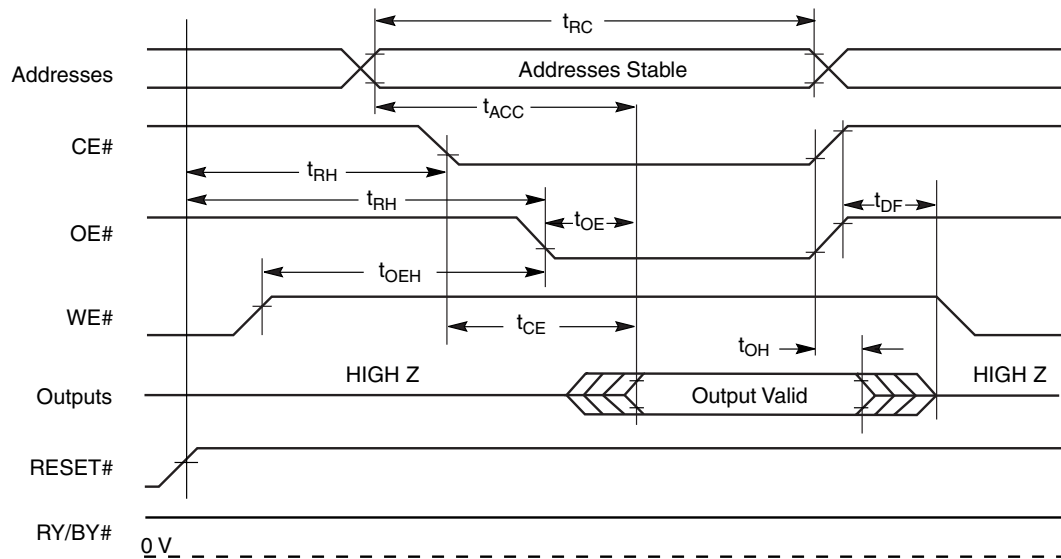 tRC
Addresses
Addresses Stable
tACC
CE#
tRH
tRH
OE#
tOE
tDF
tOEH
WE#
tCE
tOH
HIGH Z
HIGH Z
Outputs
Output Valid
RESET#
RY/BY#
0 V